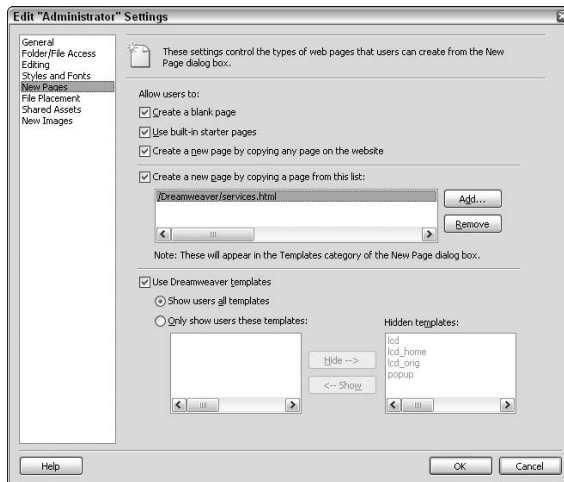 Edit "Administrator" Settings
General
Folder/File Access
Editing
Styles and Fonts
New Pages
File Placement
Shared Assets
New Images
These settings control the types of web pages that users can create from the New
Page dialog box.
Allow users to:
Create a blank page
Use built-in starter pages
Create a new page by copying any page on the website
Create a new page by copying a page from this list:
/Dreamweaver/services.html
Add...
Remove
Note: These will appear in the Templates category of the New Page dialog box.
Use Dreamweaver templates
Show users all templates
Only show users these templates:
Hidden templates:
lcd
lcd_home
lcd_orig
popup
Hide -->
<-- Show
Help
OK
Cancel